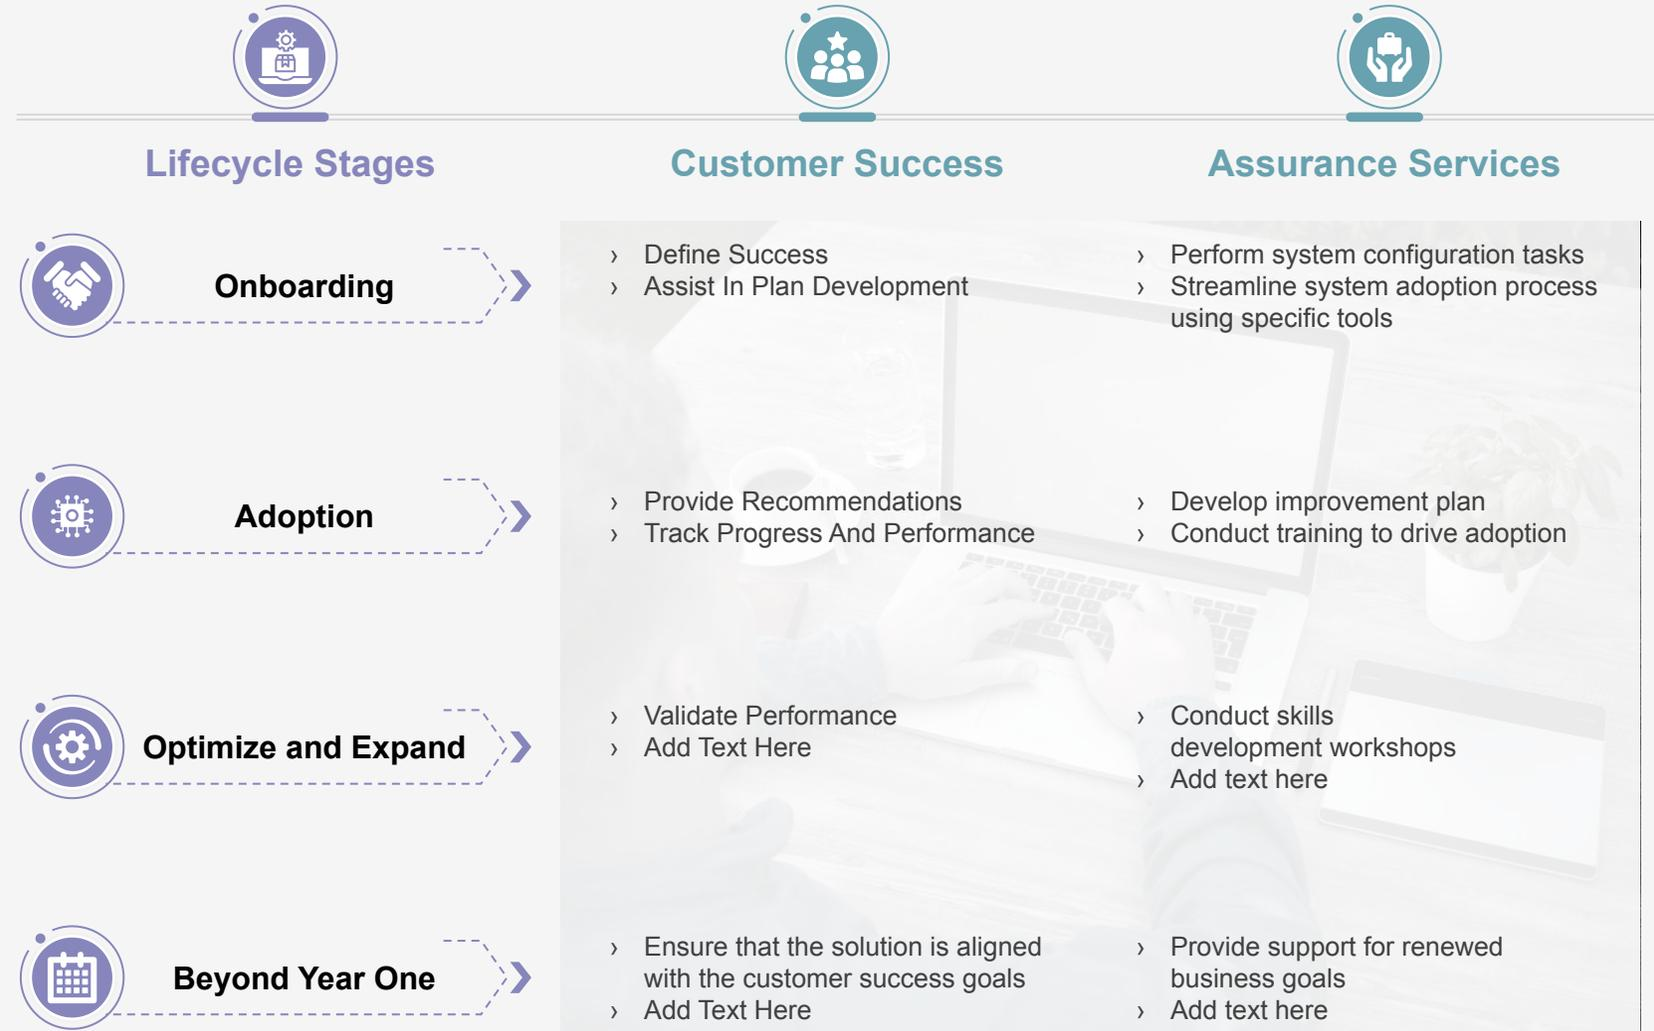 Lifecycle Stages
Customer Success
Assurance Services
Onboarding
› Define Success
› Assist In Plan Development
› Perform system configuration tasks
› Streamline system adoption process
using specific tools
Adoption
› Provide Recommendations
› Track Progress And Performance
› Develop improvement plan
› Conduct training to drive adoption
Optimize and Expand
› Validate Performance
› Add Text Here
› Conduct skills
development workshops
› Add text here
Beyond Year One
› Ensure that the solution is aligned
with the customer success goals
› Add Text Here
› Provide support for renewed
business goals
› Add text here